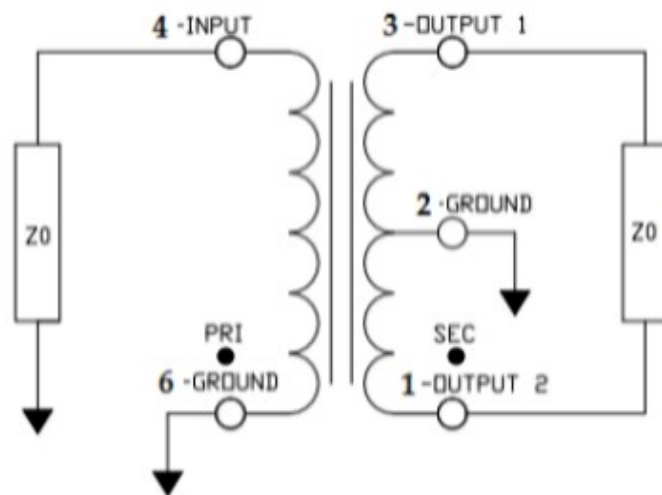 4 -INPUT
3 -OUTPUT 1
Z0
2 -GROUND
Z0
PRI
SEC
6 -GROUND
1 -OUTPUT 2